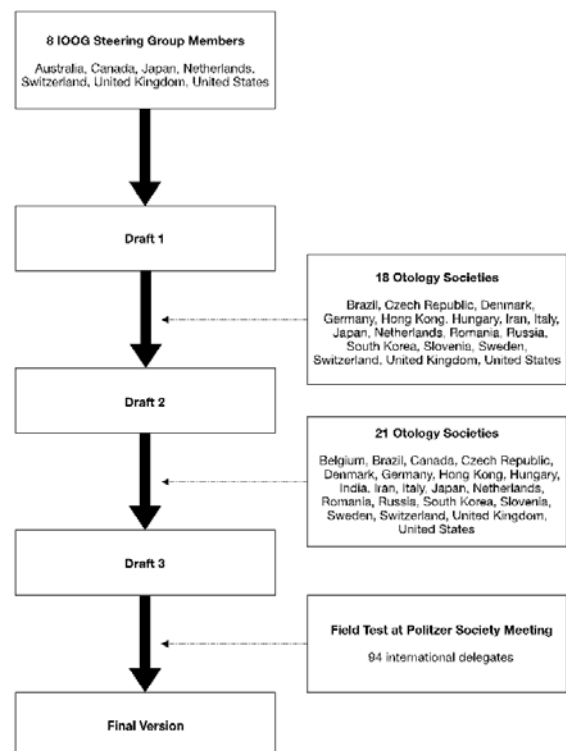 8 IOOG Steering Group Members
Australia, Canada, Japan, Netherlands,
Switzerland, United Kingdom, United States
Draft 1
18 Otology Societies
Brazil, Czech Republic, Denmark,
Germany, Hong Kong, Hungary, Iran, Italy,
Japan, Netherlands, Romania, Russia,
South Korea, Slovenia, Sweden,
Switzerland, United Kingdom, United States
Draft 2
21 Otology Societies
Belgium, Brazil, Canada, Czech Republic,
Denmark, Germany, Hong Kong, Hungary,
India, Iran, Italy, Japan, Netherlands,
Romania, Russia, South Korea, Slovenia,
Sweden, Switzerland, United Kingdom,
United States
Draft 3
Field Test at Politzer Society Meeting
94 international delegates
Final Version